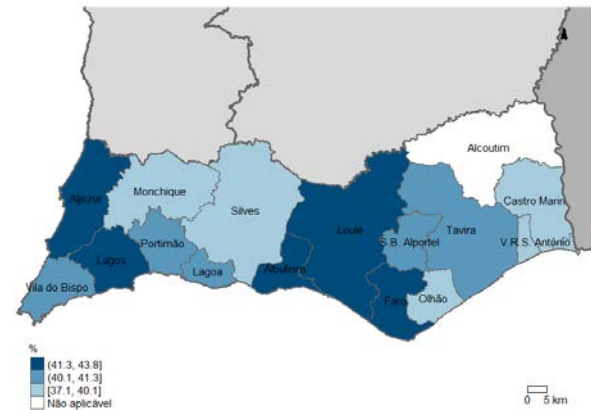 Alcoutim
Monchique
Castro Marim
Aljezur
Silves
Loulé
Tavira
Portimão
S.B. Alportel
V.R.S. António
Lagos
Lagoa
Albufeira
Vila do Bispo
Faro
Olhão
%
(41.3, 43.8]
(40.1, 41.3]
[37.1, 40.1]
Não aplicável
0 5 km